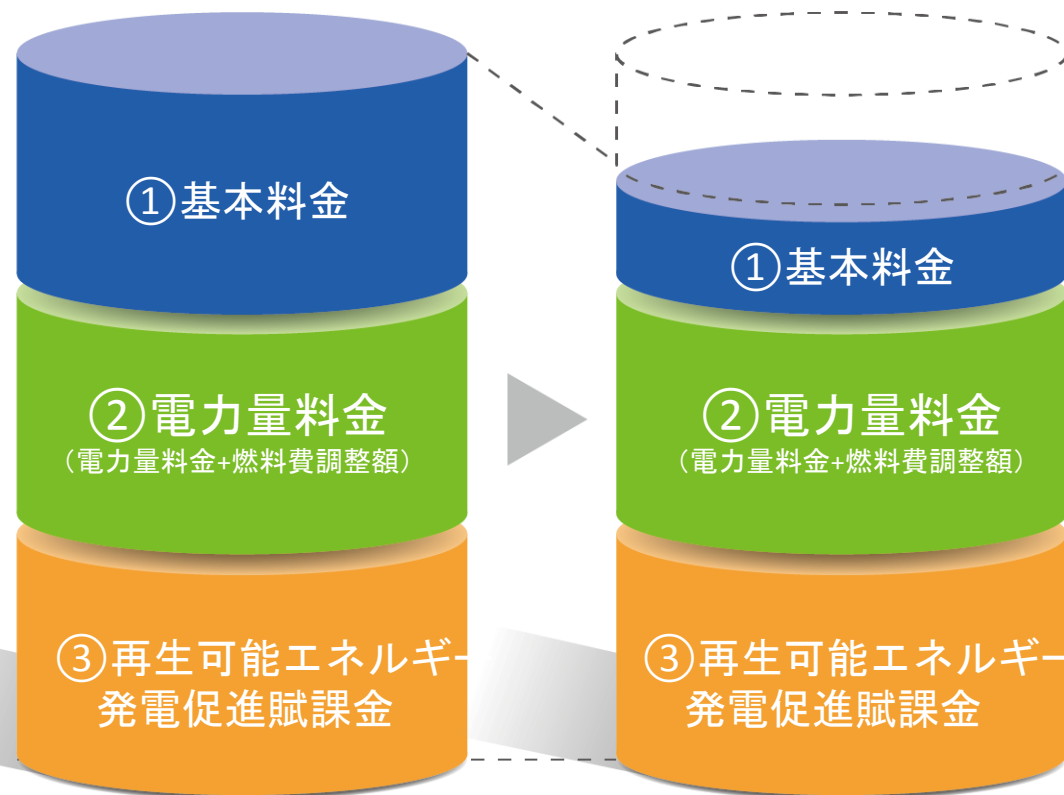 ①基本料金
②電力量料金
（電力量料金+燃料費調整額）
③再生可能エネルギー
発電促進賦課金
①基本料金
②電力量料金
（電力量料金+燃料費調整額）
③再生可能エネルギー
発電促進賦課金